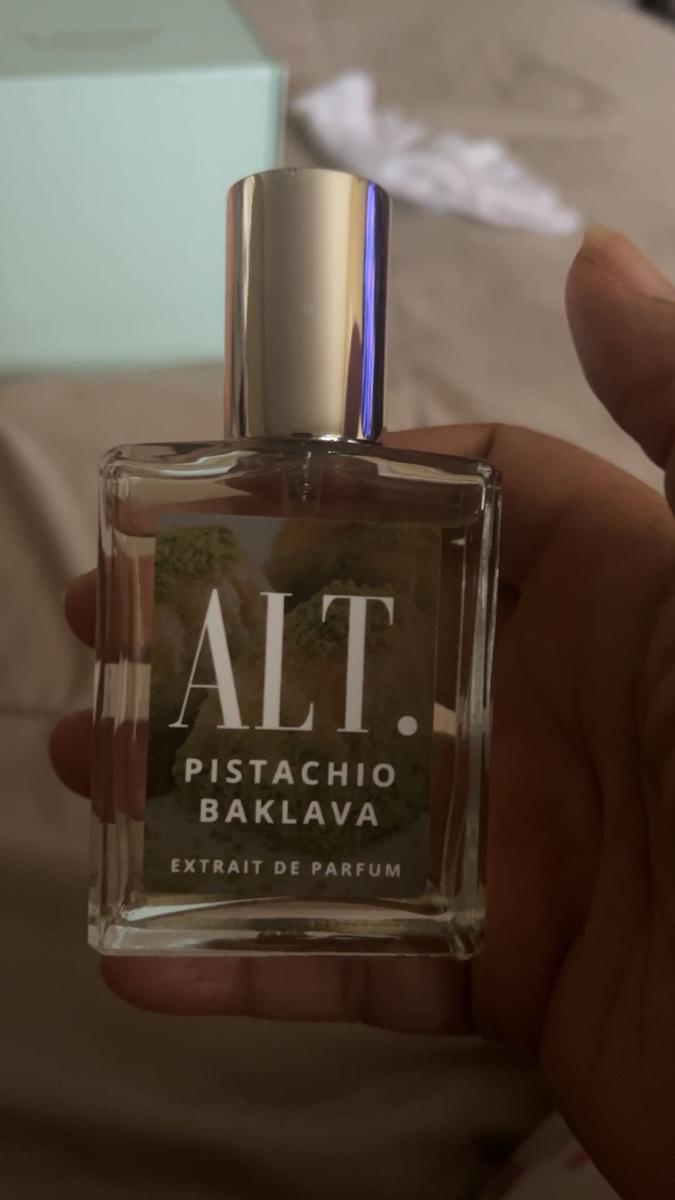 ALT.
PISTACHIO
BAKLAVA
EXTRAIT DE PARFUM